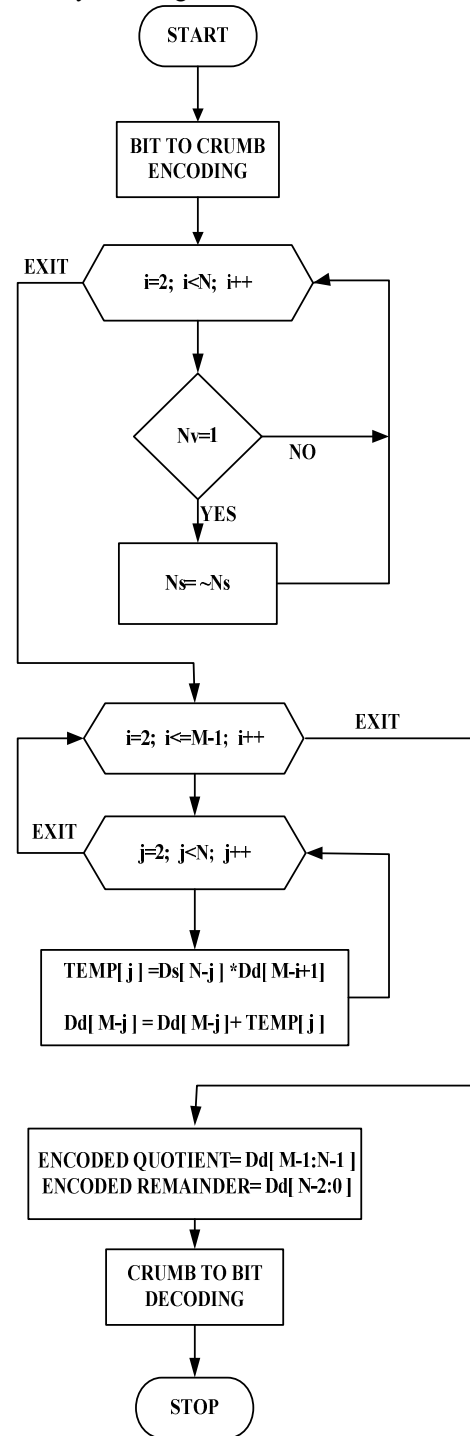 START
BIT TO CRUMB
ENCODING
EXIT
i=2; i<N; i++
Nv=1
NO
YES
Ns= ~Ns
i=2; i<=M-1; i++
EXIT
EXIT
j=2; j<N; j++
TEMP[ j ] =Ds[ N-j ] *Dd[ M-i+1]
Dd[ M-j ] = Dd[ M-j ]+ TEMP[ j ]
ENCODED QUOTIENT= Dd[ M-1:N-1 ]
ENCODED REMAINDER= Dd[ N-2:0 ]
CRUMB TO BIT
DECODING
STOP